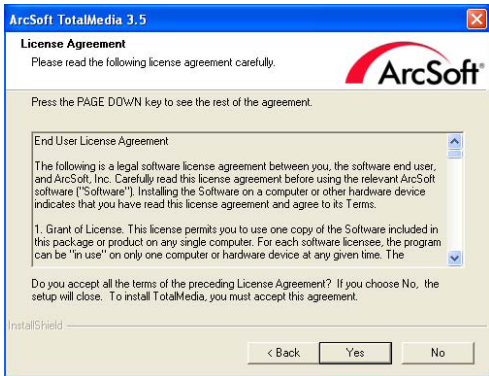 ArcSoft TotalMedia 3.5
License Agreement
Please read the following license agreement carefully.
ArcSoft
Press the PAGE DOWN key to see the rest of the agreement.
End User License Agreement
The following is a legal software license agreement between you, the software end user,
and ArcSoft, Inc. Carefully read this license agreement before using the relevant ArcSoft
software ("Software"). Installing the Software on a computer or other hardware device
indicates that you have read this license agreement and agree to its Terms.
1. Grant of License. This license permits you to use one copy of the Software included in
this package or product on any single computer. For each software licensee, the program
can be "in use" on only one computer or hardware device at any given time. The
Do you accept all the terms of the preceding License Agreement? If you choose No, the
setup will close. To install TotalMedia, you must accept this agreement.
InstallShield
< Back
Yes
No